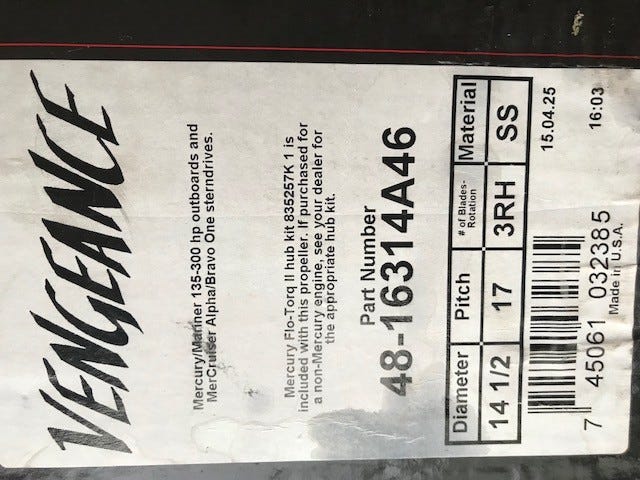 VENGEANCE
Mercury/Mariner 135-300 hp outboards and
MerCruiser Alpha/Bravo One sterndrives.
Mercury Flo-Torq II hub kit 835257K 1 is
included with this propeller. If purchased for
a non-Mercury engine, see your dealer for
the appropriate hub kit.
Part Number
48-16314A46
Diameter Pitch # of Blades- Rotation Material
14 1/2 17 3RH SS
15.04.25
7 45061 032385 16:03
Made in U.S.A.